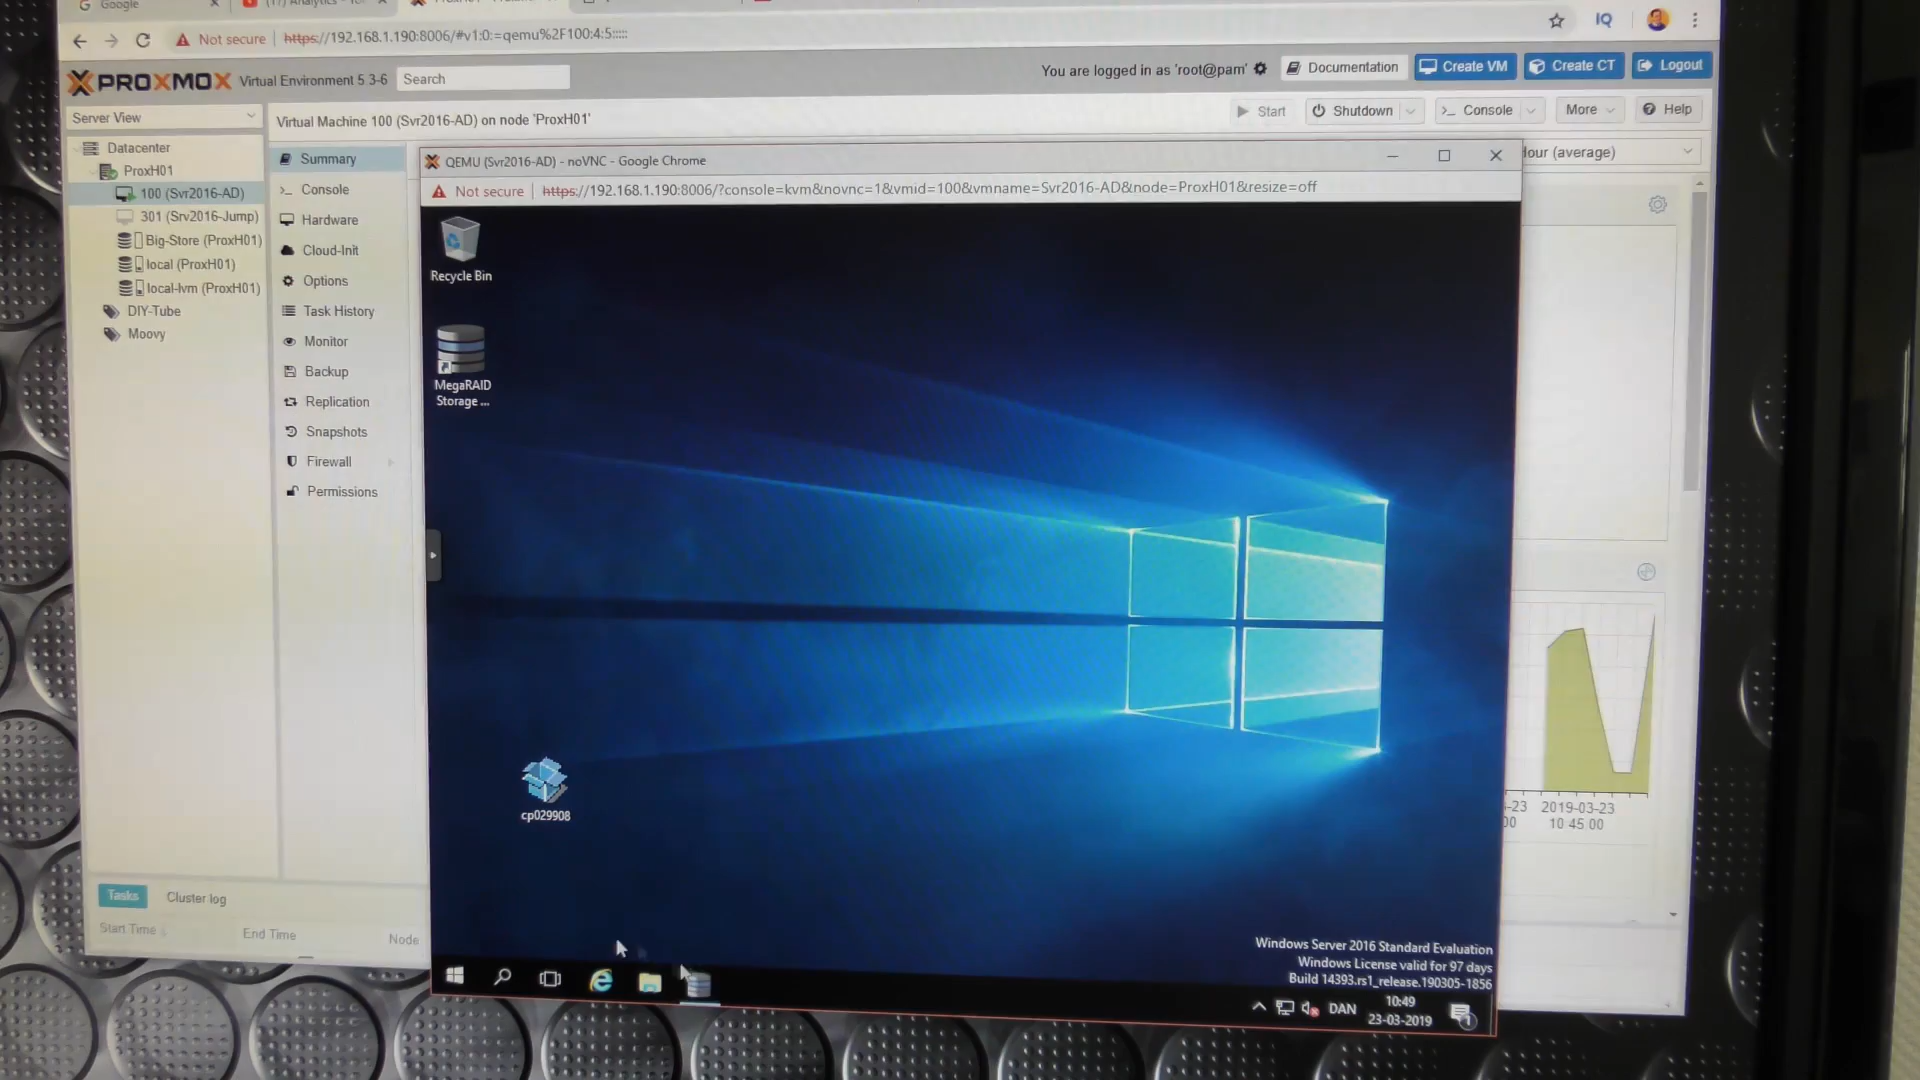 Google
Not secure | https://192.168.1.190:8006/#v1:0:=qemu%2F100:4:5:::::
IQ
PROXMOX Virtual Environment 5.3-6
Search
You are logged in as 'root@pam'
Documentation
Create VM
Create CT
Logout
Server View
Virtual Machine 100 (Svr2016-AD) on node 'ProxH01'
Start
Shutdown
>_ Console
More
Help
Datacenter
ProxH01
100 (Svr2016-AD)
301 (Srv2016-Jump)
Big-Store (ProxH01)
local (ProxH01)
local-lvm (ProxH01)
DIY-Tube
Moovy
Summary
>_ Console
Hardware
Cloud-Init
Options
Task History
Monitor
Backup
Replication
Snapshots
Firewall
Permissions
QEMU (Svr2016-AD) - noVNC - Google Chrome
Not secure | https://192.168.1.190:8006/?console=kvm&novnc=1&vmid=100&vmname=Svr2016-AD&node=ProxH01&resize=off
(average)
Recycle Bin
MegaRAID
Storage ...
cp029908
2019-03-23
10:45:00
Windows Server 2016 Standard Evaluation
Windows License valid for 97 days
Build 14393.rs1_release.190305-1856
DAN
10:49
23-03-2019
1
Tasks
Cluster log
Start Time
End Time
Node